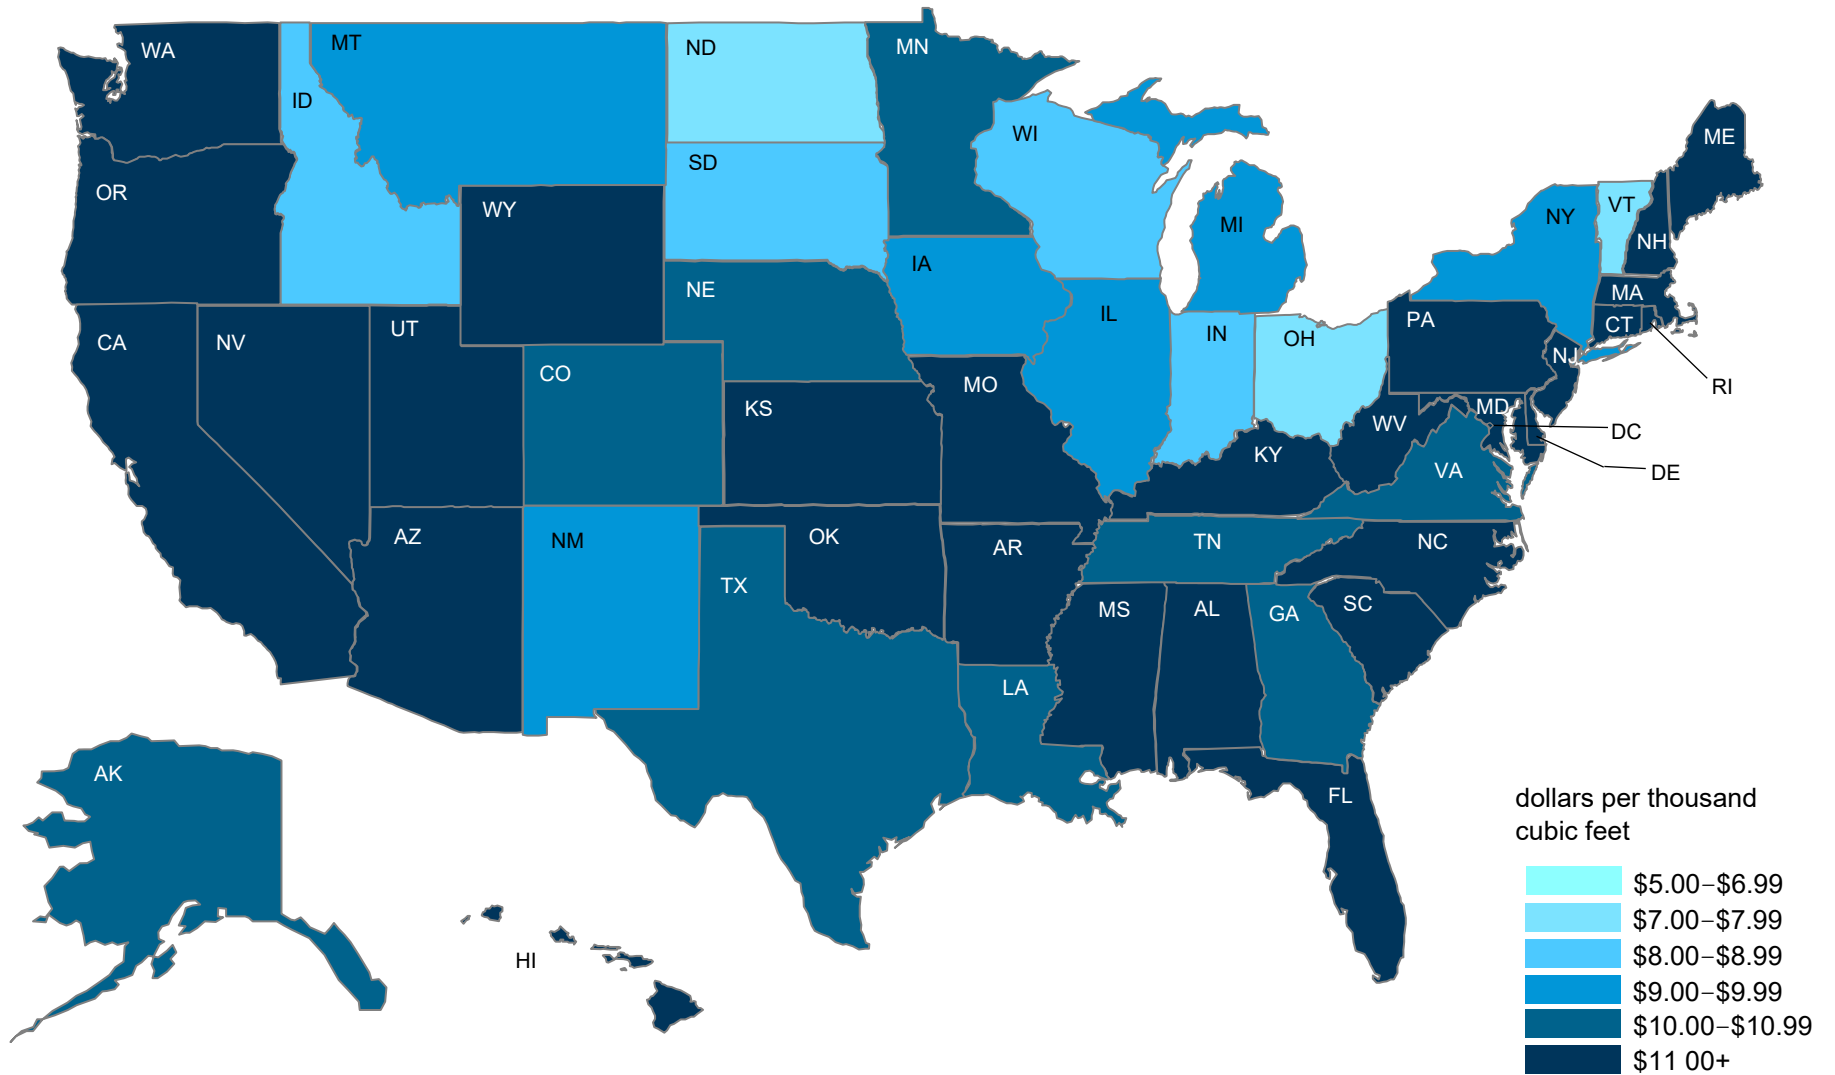 WA
MT
ND
MN
ID
WI
ME
SD
OR
WY
VT
NY
MI
NH
IA
NE
MA
IL
PA
CT
UT
IN
OH
CA
NV
NJ
CO
MO
RI
KS
MD
WV
DC
KY
VA
DE
AZ
NM
OK
AR
TN
NC
TX
MS
AL
GA
SC
LA
AK
FL
HI
dollars per thousand
cubic feet
$5.00–$6.99
$7.00–$7.99
$8.00–$8.99
$9.00–$9.99
$10.00–$10.99
$11 00+